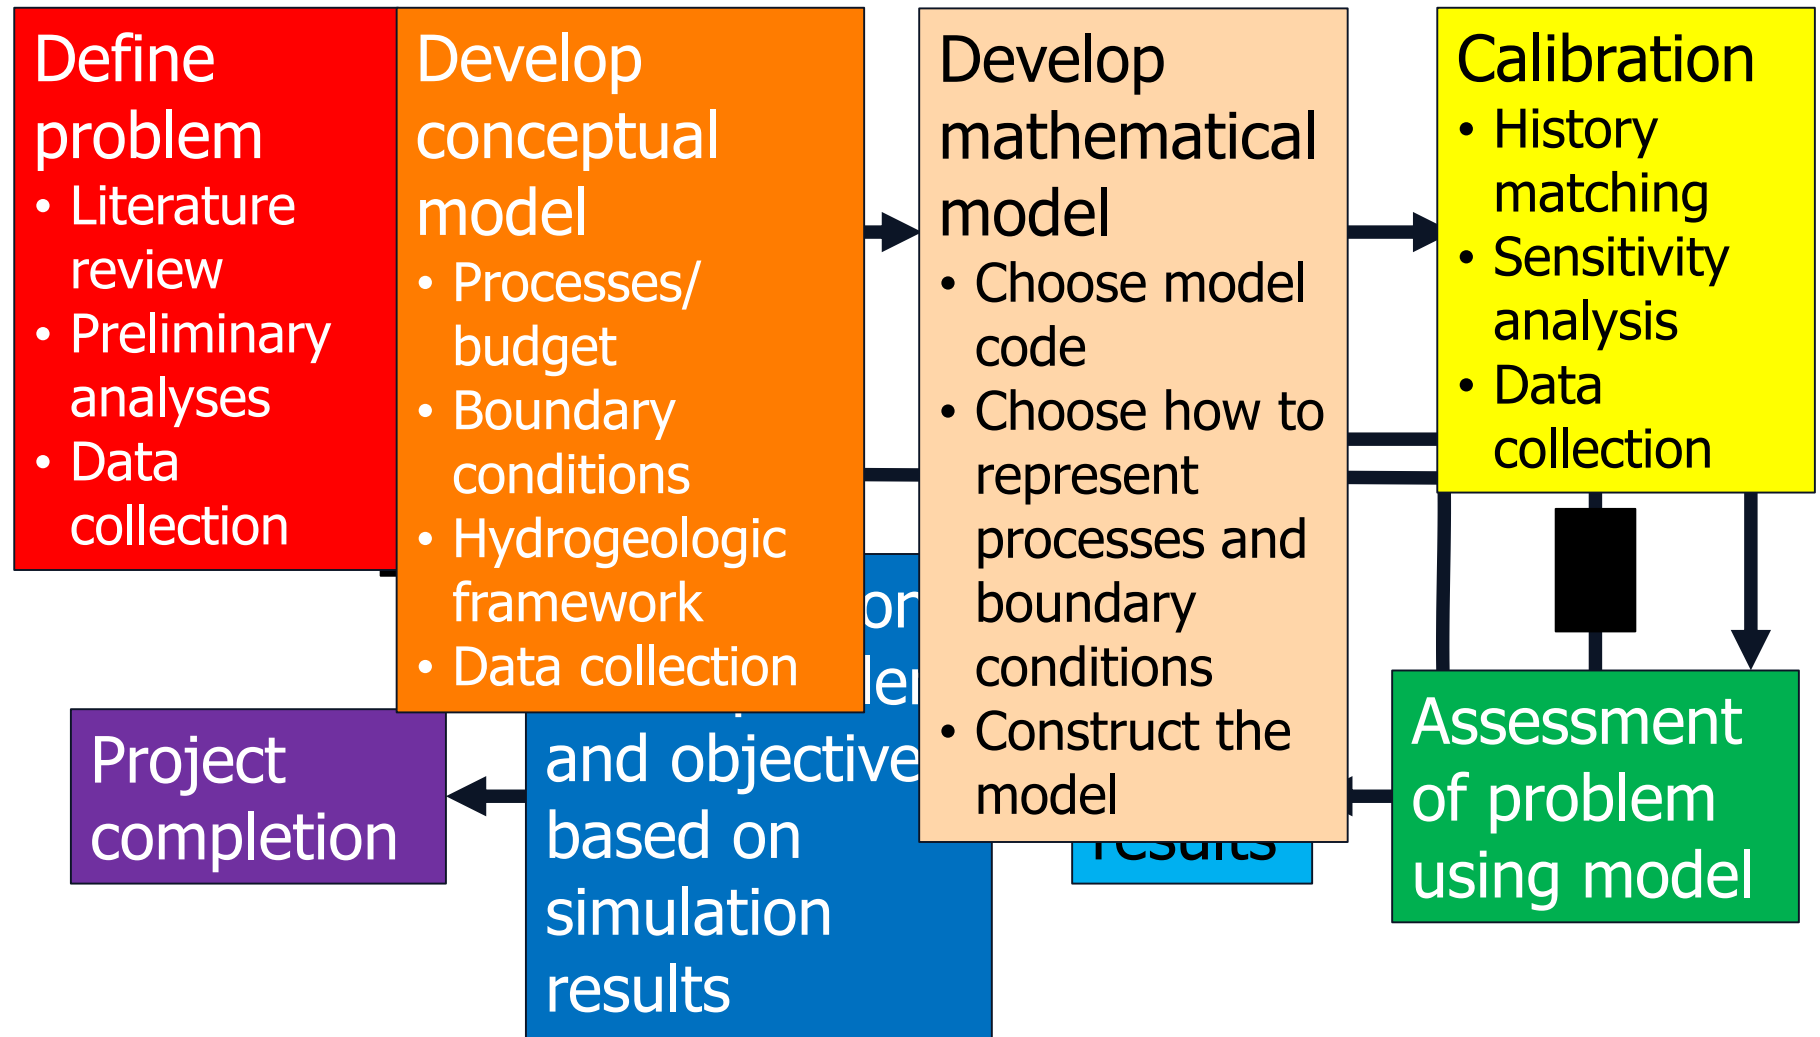 Define
problem
• Literature
review
• Preliminary
analyses
• Data
collection
Develop
conceptual
model
• Processes/
budget
• Boundary
conditions
• Hydrogeologic
framework
• Data collection
Develop
mathematical
model
• Choose model
code
• Choose how to
represent
processes and
boundary
conditions
• Construct the
model
Calibration
• History
matching
• Sensitivity
analysis
• Data
collection
Project
completion
and objective
based on
simulation
results
results
Assessment
of problem
using model